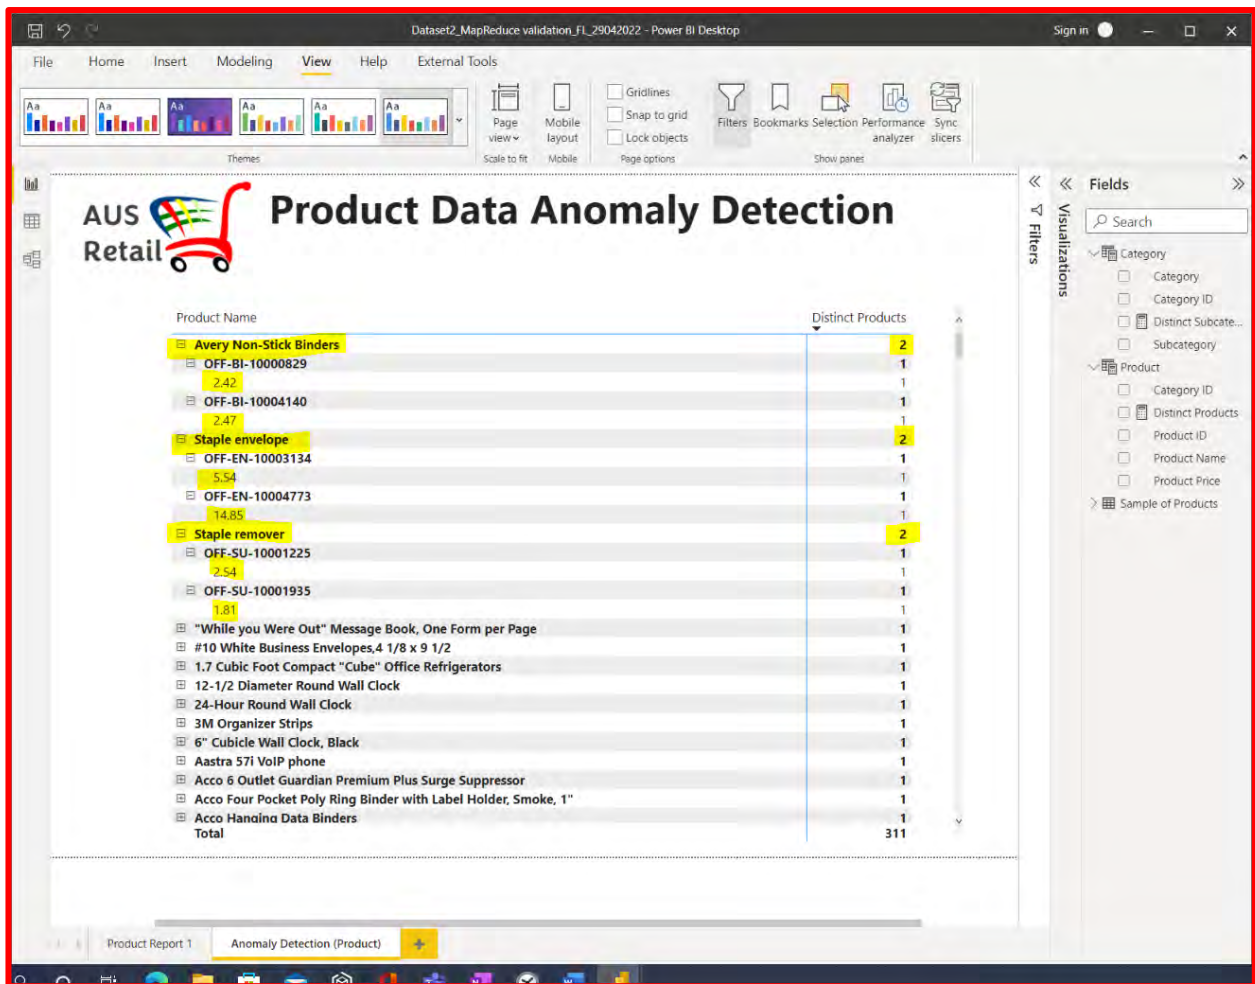 Dataset2_MapReduce validation_FL_29042022 - Power BI Desktop
Sign in
File Home Insert Modeling View Help External Tools
Aa Aa Aa Aa Aa Aa
Page view
Mobile layout
Gridlines
Snap to grid
Lock objects
Filters
Bookmarks
Selection
Performance analyzer
Sync slicers
Themes
Scale to fit
Mobile
Page options
Show panes
AUS Retail
Product Data Anomaly Detection
Product Name Distinct Products
Avery Non-Stick Binders 2
OFF-BI-10000829 1
2.42 1
OFF-BI-10004140 1
2.47 1
Staple envelope 2
OFF-EN-10003134 1
5.54 1
OFF-EN-10004773 1
14.85 1
Staple remover 2
OFF-SU-10001225 1
2.54 1
OFF-SU-10001935 1
1.81 1
"While you Were Out" Message Book, One Form per Page 1
#10 White Business Envelopes,4 1/8 x 9 1/2 1
1.7 Cubic Foot Compact "Cube" Office Refrigerators 1
12-1/2 Diameter Round Wall Clock 1
24-Hour Round Wall Clock 1
3M Organizer Strips 1
6" Cubicle Wall Clock, Black 1
Aastra 57i VoIP phone 1
Acco 6 Outlet Guardian Premium Plus Surge Suppressor 1
Acco Four Pocket Poly Ring Binder with Label Holder, Smoke, 1" 1
Acco Hanging Data Binders 1
Total 311
Filters
Visualizations
Fields
Search
Category
Category
Category ID
Distinct Subcate...
Subcategory
Product
Category ID
Distinct Products
Product ID
Product Name
Product Price
Sample of Products
Product Report 1
Anomaly Detection (Product)